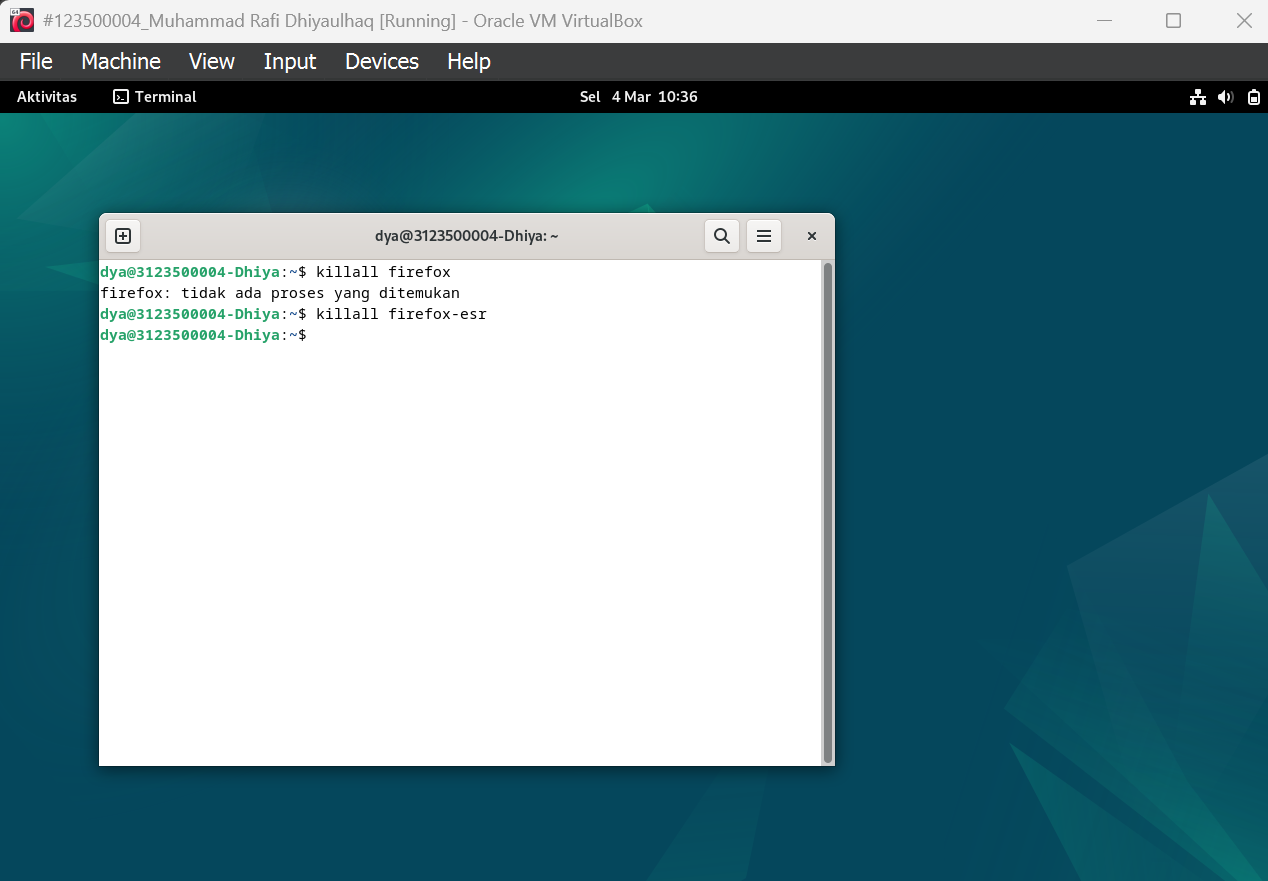 64
#123500004_Muhammad Rafi Dhiyaulhaq [Running] - Oracle VM VirtualBox
File Machine View Input Devices Help
Aktivitas Terminal Sel 4 Mar 10:36
dya@3123500004-Dhiya: ~
dya@3123500004-Dhiya:~$ killall firefox
firefox: tidak ada proses yang ditemukan
dya@3123500004-Dhiya:~$ killall firefox-esr
dya@3123500004-Dhiya:~$